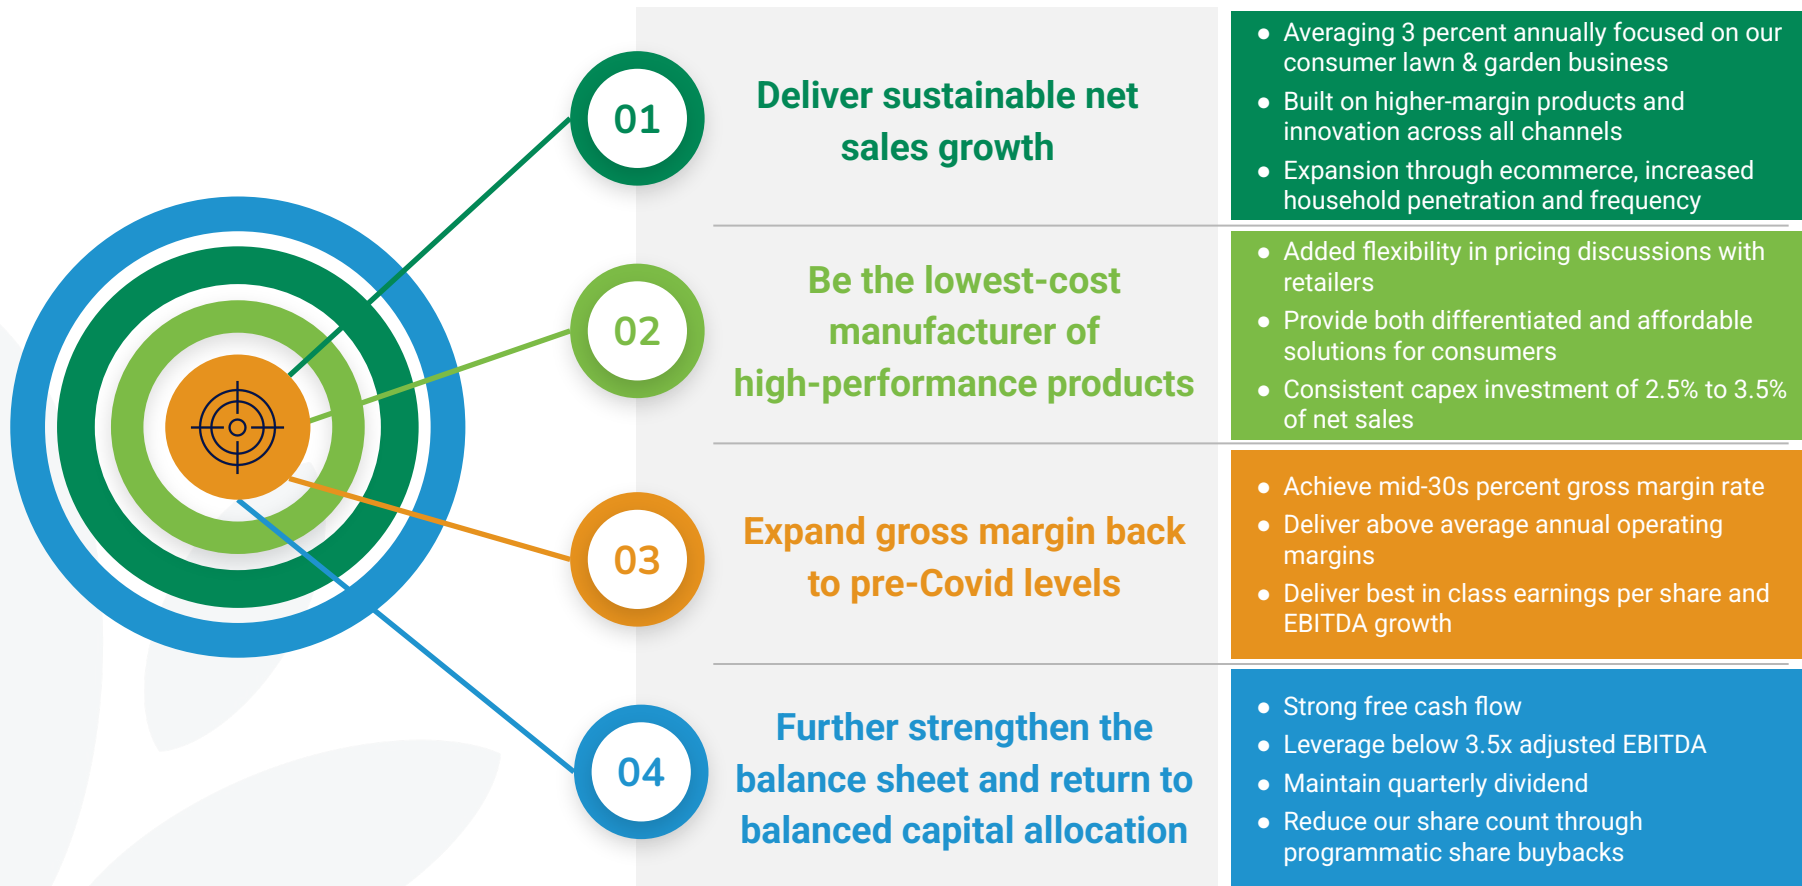 01
Deliver sustainable net
sales growth
● Averaging 3 percent annually focused on our
consumer lawn & garden business
● Built on higher-margin products and
innovation across all channels
● Expansion through ecommerce, increased
household penetration and frequency
02
Be the lowest-cost
manufacturer of
high-performance products
● Added flexibility in pricing discussions with
retailers
● Provide both differentiated and affordable
solutions for consumers
● Consistent capex investment of 2.5% to 3.5%
of net sales
03
Expand gross margin back
to pre-Covid levels
● Achieve mid-30s percent gross margin rate
● Deliver above average annual operating
margins
● Deliver best in class earnings per share and
EBITDA growth
04
Further strengthen the
balance sheet and return to
balanced capital allocation
● Strong free cash flow
● Leverage below 3.5x adjusted EBITDA
● Maintain quarterly dividend
● Reduce our share count through
programmatic share buybacks